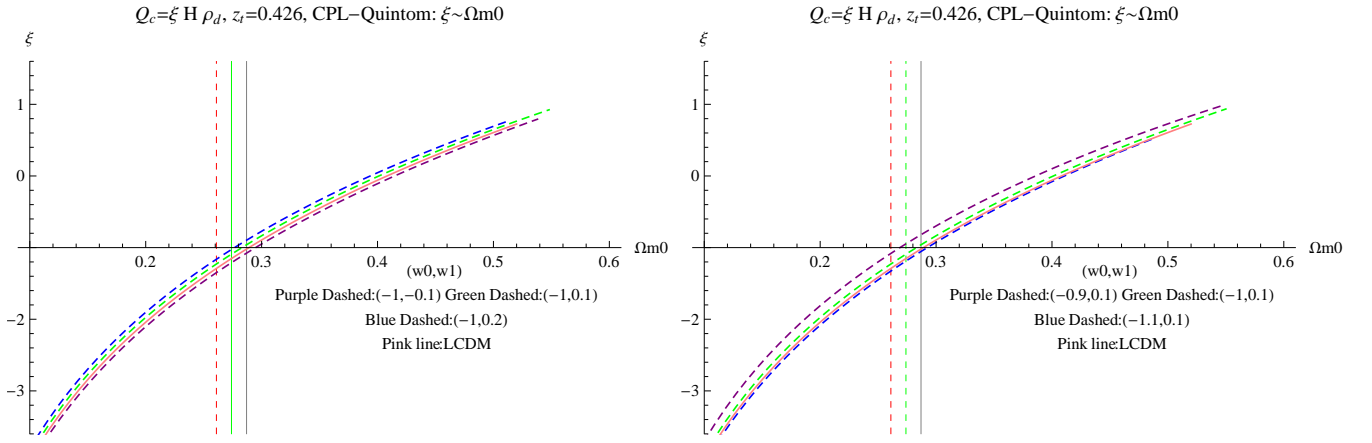 Q_c=ξ H ρ_d, z_t=0.426, CPL−Quintom: ξ~Ωm0
ξ
1
0
−2
−3
0.2
0.3
0.4
0.5
0.6
Ωm0
(w0,w1)
Purple Dashed:(−1,−0.1) Green Dashed:(−1,0.1)
Blue Dashed:(−1,0.2)
Pink line:LCDM
Q_c=ξ H ρ_d, z_t=0.426, CPL−Quintom: ξ~Ωm0
ξ
1
0
−2
−3
0.2
0.3
0.4
0.5
0.6
Ωm0
(w0,w1)
Purple Dashed:(−0.9,0.1) Green Dashed:(−1,0.1)
Blue Dashed:(−1.1,0.1)
Pink line:LCDM